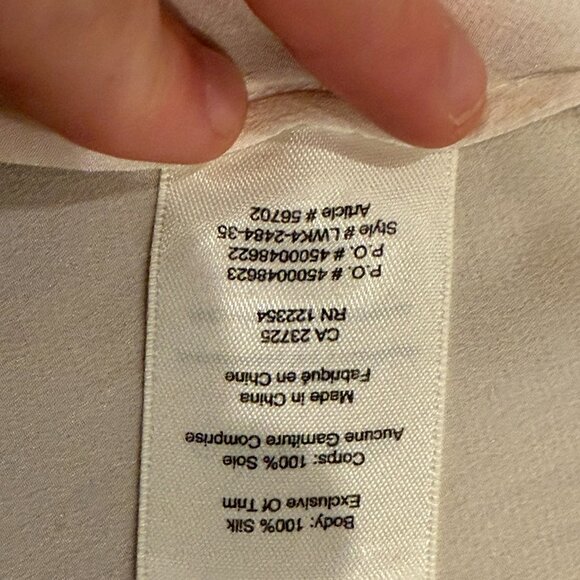 Body: 100% Silk
Exclusive Of Trim
Corps: 100% Soie
Aucune Garniture Comprise
Made in China
Fabriqué en Chine
CA 23725
RN 122354
P.O. # 4500048623
P.O. # 4500048622
Style # LWK4-2484-35
Article # 56702